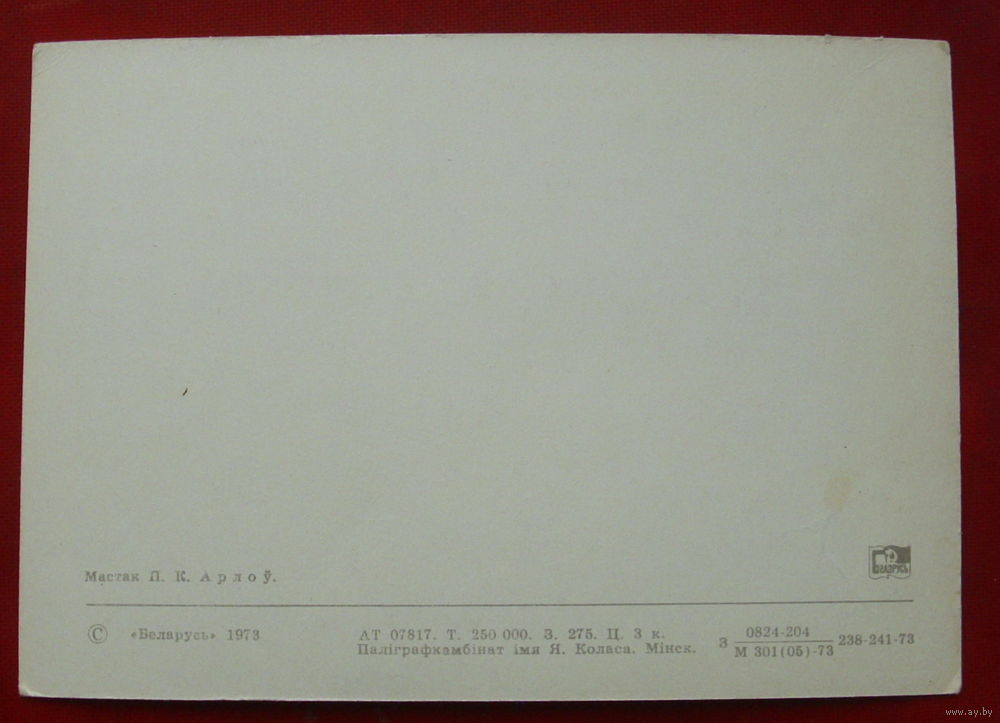 Мастак П. К. Арлоў.
БЕЛАРУСЬ
© «Беларусь» 1973
АТ 07817. Т. 250 000. З. 275. Ц. 3 к.
Паліграфкамбінат імя Я. Коласа. Мінск.
З 0824-204 238-241-73
М 301(05)-73
www.ay.by